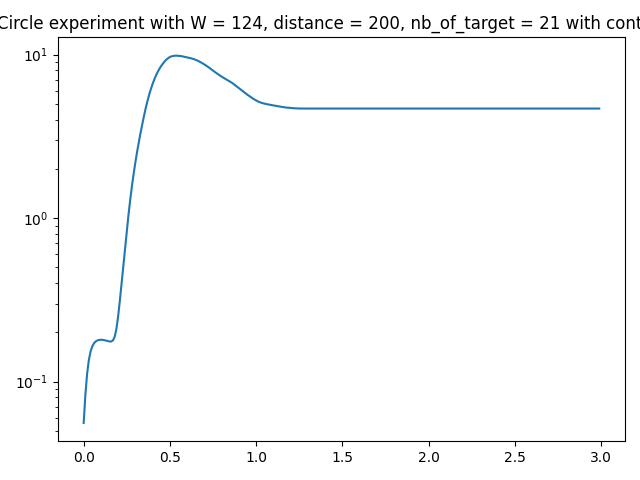 Circle experiment with W = 124, distance = 200, nb_of_target = 21 with cont
10¹
10⁰
10⁻¹
0.0 0.5 1.0 1.5 2.0 2.5 3.0